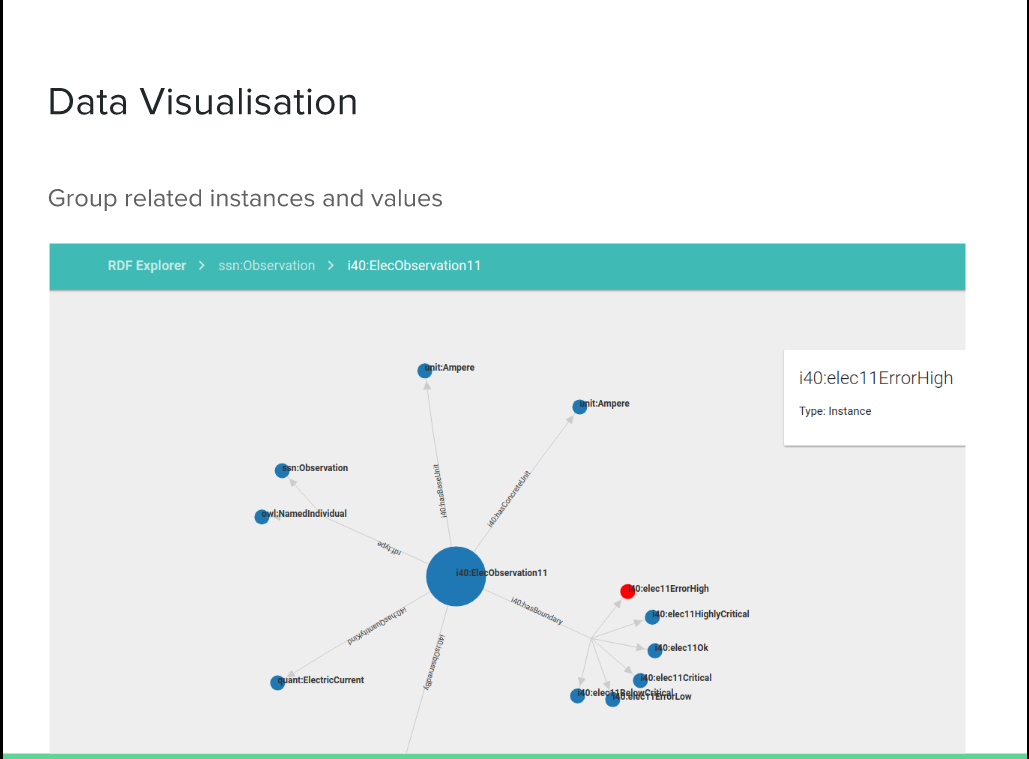 Data Visualisation
Group related instances and values
RDF Explorer > ssn:Observation > i40:ElecObservation11
unit:Ampere
i40:elec11ErrorHigh
Type: Instance
unit:Ampere
ssn:Observation
i40:hasBaseUnit
i40:hasConcreteUnit
owl:NamedIndividual
rdf:type
i40:ElecObservation11
i40:elec11ErrorHigh
i40:hasBoundary
i40:elec11HighlyCritical
i40:hasQuantityKind
i40:elec11Ok
i40:isObservedBy
quant:ElectricCurrent
i40:elec11Critical
i40:elec11BelowCritical
i40:elec11ErrorLow